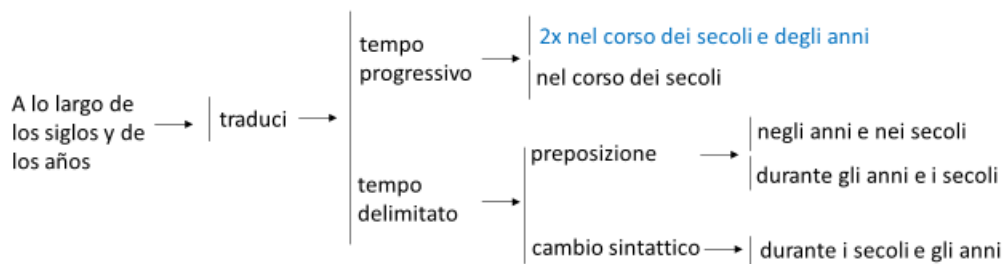 A lo largo de
los siglos y de
los años
traduci
tempo
progressivo
2x nel corso dei secoli e degli anni
nel corso dei secoli
tempo
delimitato
preposizione
negli anni e nei secoli
durante gli anni e i secoli
cambio sintattico
durante i secoli e gli anni